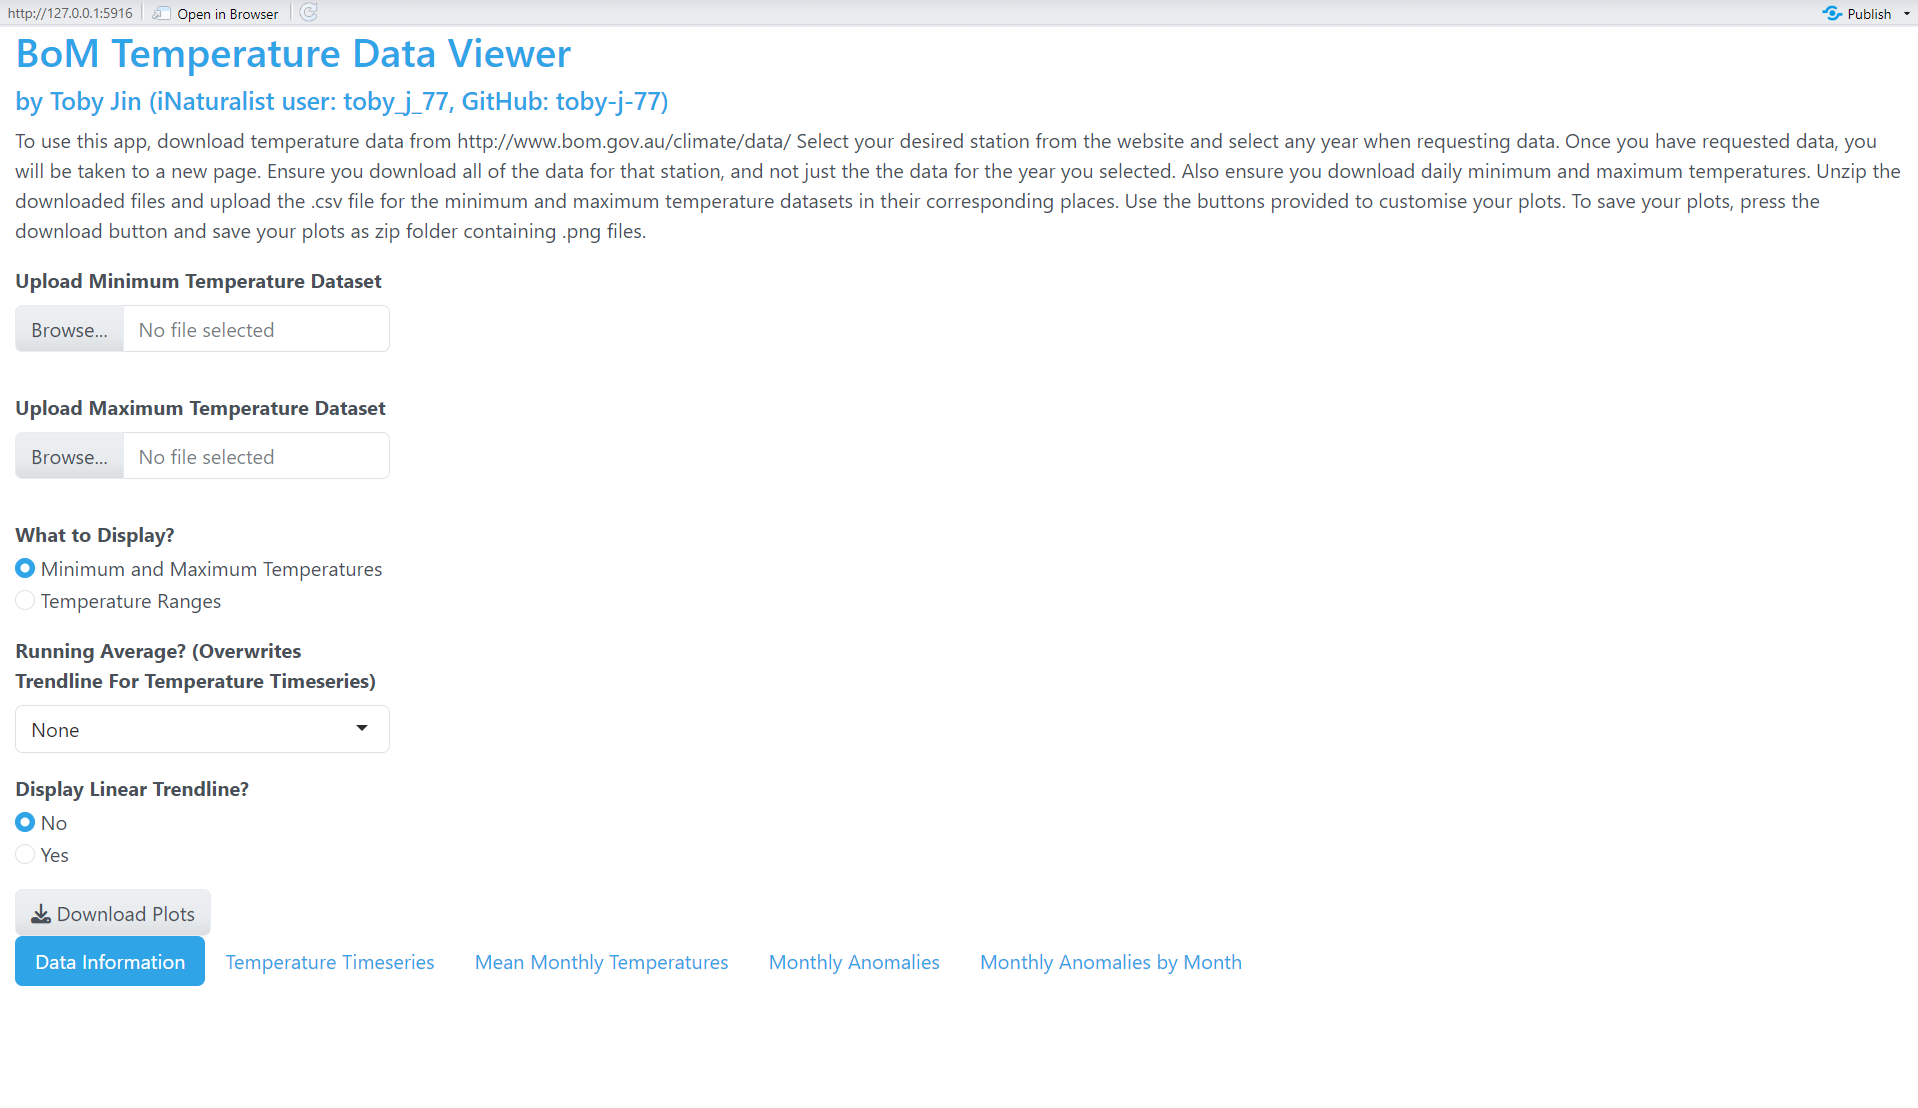 http://127.0.0.1:5916 Open in Browser Publish
BoM Temperature Data Viewer
by Toby Jin (iNaturalist user: toby_j_77, GitHub: toby-j-77)
To use this app, download temperature data from http://www.bom.gov.au/climate/data/ Select your desired station from the website and select any year when requesting data. Once you have requested data, you
will be taken to a new page. Ensure you download all of the data for that station, and not just the the data for the year you selected. Also ensure you download daily minimum and maximum temperatures. Unzip the
downloaded files and upload the .csv file for the minimum and maximum temperature datasets in their corresponding places. Use the buttons provided to customise your plots. To save your plots, press the
download button and save your plots as zip folder containing .png files.
Upload Minimum Temperature Dataset
Browse... No file selected
Upload Maximum Temperature Dataset
Browse... No file selected
What to Display?
Minimum and Maximum Temperatures
Temperature Ranges
Running Average? (Overwrites
Trendline For Temperature Timeseries)
None
Display Linear Trendline?
No
Yes
Download Plots
Data Information Temperature Timeseries Mean Monthly Temperatures Monthly Anomalies Monthly Anomalies by Month